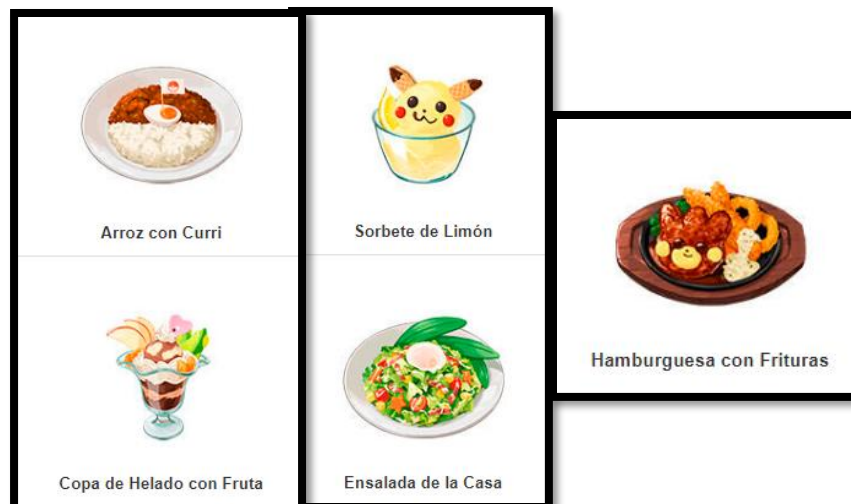 Arroz con Curri
Sorbete de Limón
Hamburguesa con Frituras
Copa de Helado con Fruta
Ensalada de la Casa